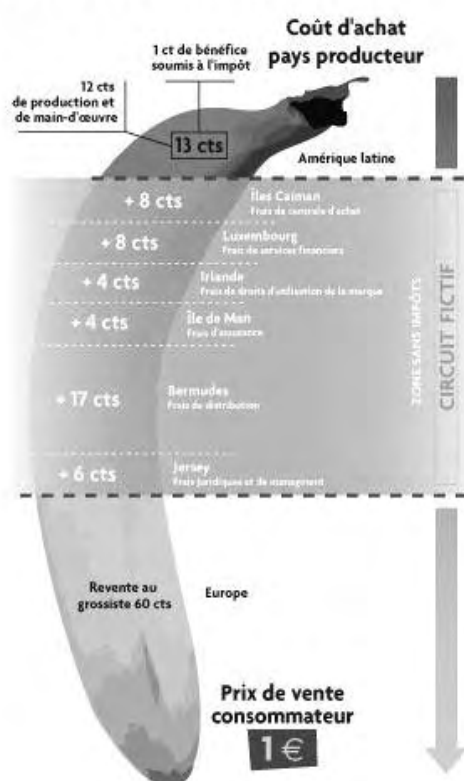 Coût d'achat
pays producteur
1 ct de bénéfice
soumis à l'impôt
12 cts
de production et
de main-d'œuvre
13 cts
Amérique latine
+ 8 cts
Îles Caïman
Frais de centrale d'achat
+ 8 cts
Luxembourg
Frais de services financiers
+ 4 cts
Irlande
Frais de droits d'utilisation de la marque
+ 4 cts
Île de Man
Frais d'assurance
+ 17 cts
Bermudes
Frais de distribution
+ 6 cts
Jersey
Frais juridiques et de managment
ZONE SANS IMPÔTS
CIRCUIT FICTIF
Revente au
grossiste 60 cts
Europe
Prix de vente
consommateur
1 €